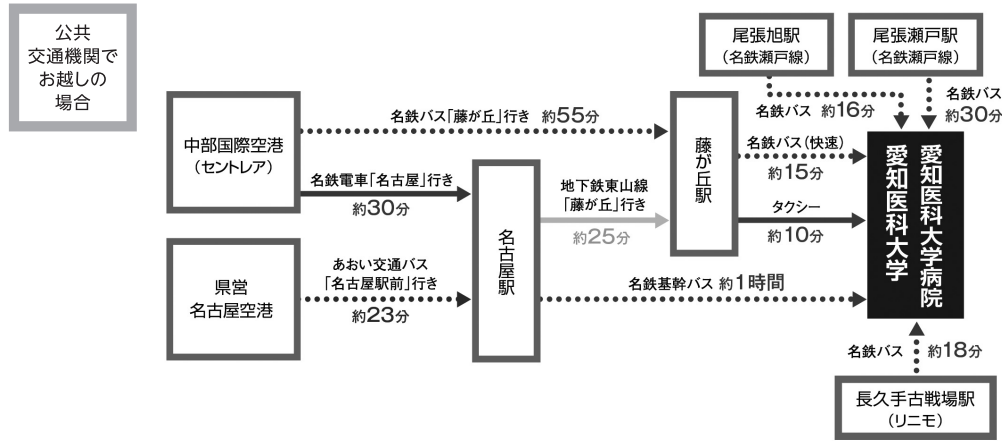 公共
交通機関で
お越しの
場合
尾張旭駅
（名鉄瀬戸線）
尾張瀬戸駅
（名鉄瀬戸線）
名鉄バス 約16分
名鉄バス
約30分
中部国際空港
（セントレア）
名鉄バス「藤が丘」行き 約55分
名鉄電車「名古屋」行き
約30分
県営
名古屋空港
あおい交通バス
「名古屋駅前」行き
約23分
名古屋駅
地下鉄東山線
「藤が丘」行き
約25分
藤が丘駅
名鉄バス（快速）
約15分
タクシー
約10分
名鉄基幹バス 約1時間
愛知医科大学病院
愛知医科大学
名鉄バス 約18分
長久手古戦場駅
（リニモ）